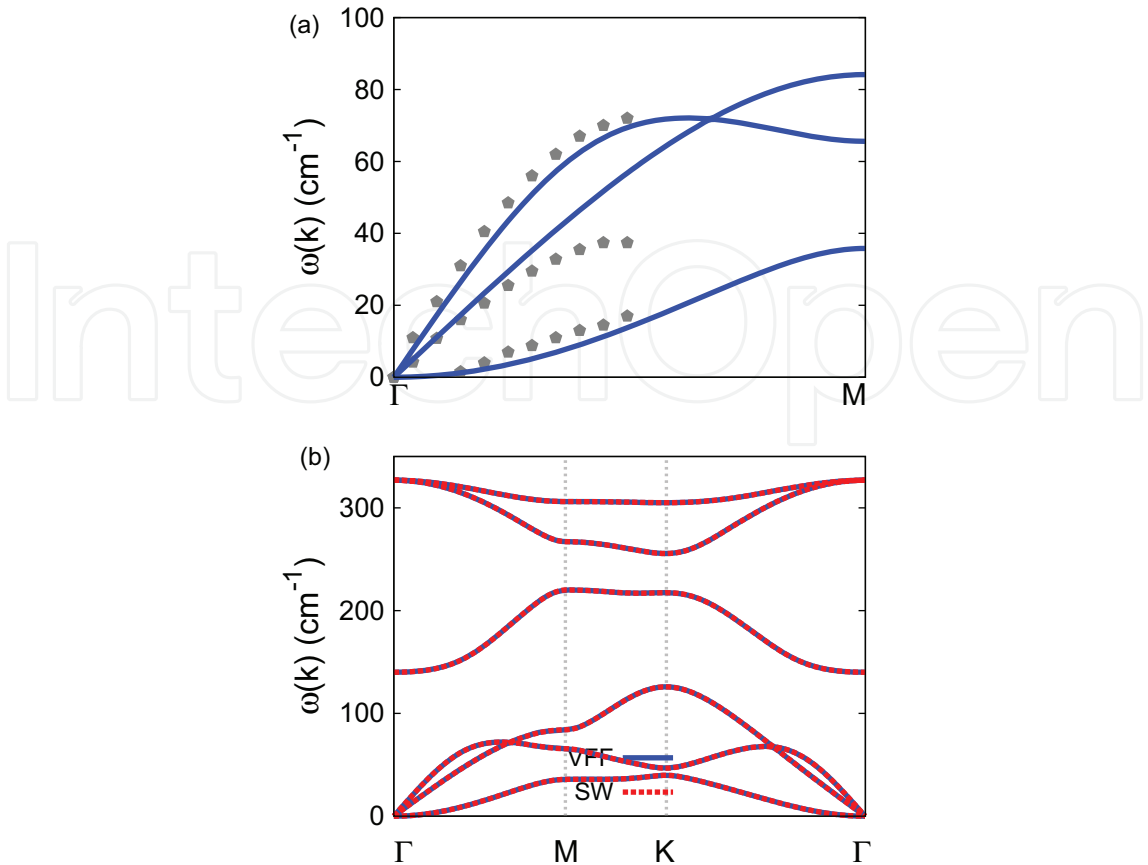 (a)
100
80
60
40
20
0
ω(k) (cm⁻¹)
Γ
M
IntechOpen
(b)
300
200
100
0
ω(k) (cm⁻¹)
VFF
SW
Γ
M
K
Γ